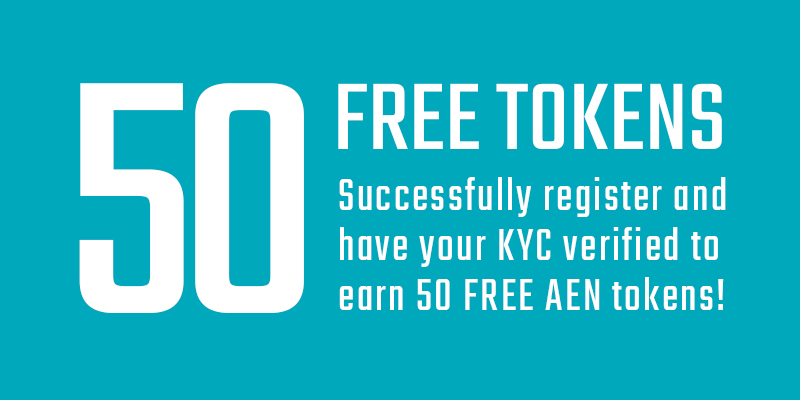 50
FREE TOKENS
Successfully register and
have your KYC verified to
earn 50 FREE AEN tokens!